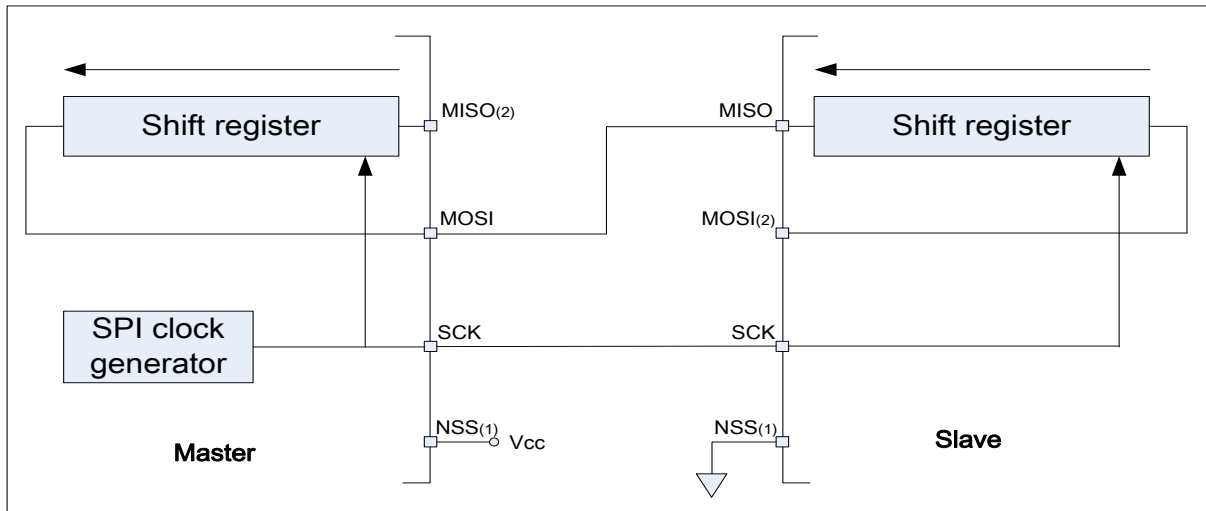 MISO(2)
MISO
Shift register
Shift register
MOSI
MOSI(2)
SPI clock
generator
SCK
SCK
NSS(1)
Vcc
NSS(1)
Master
Slave